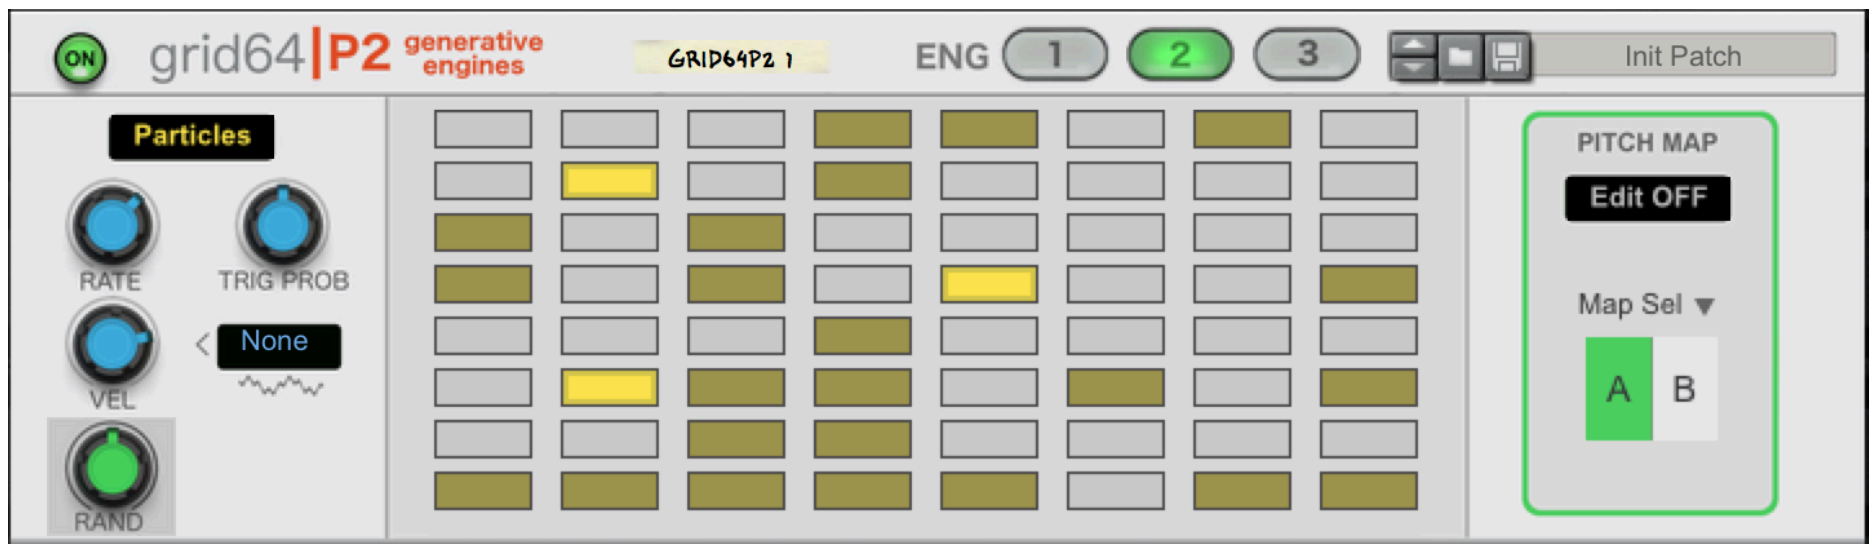 ON
grid64|P2 generative
engines
GRID64P2 1
ENG 1 2 3
Init Patch
Particles
RATE
TRIG PROB
VEL
< None
RAND
PITCH MAP
Edit OFF
Map Sel ▼
A B